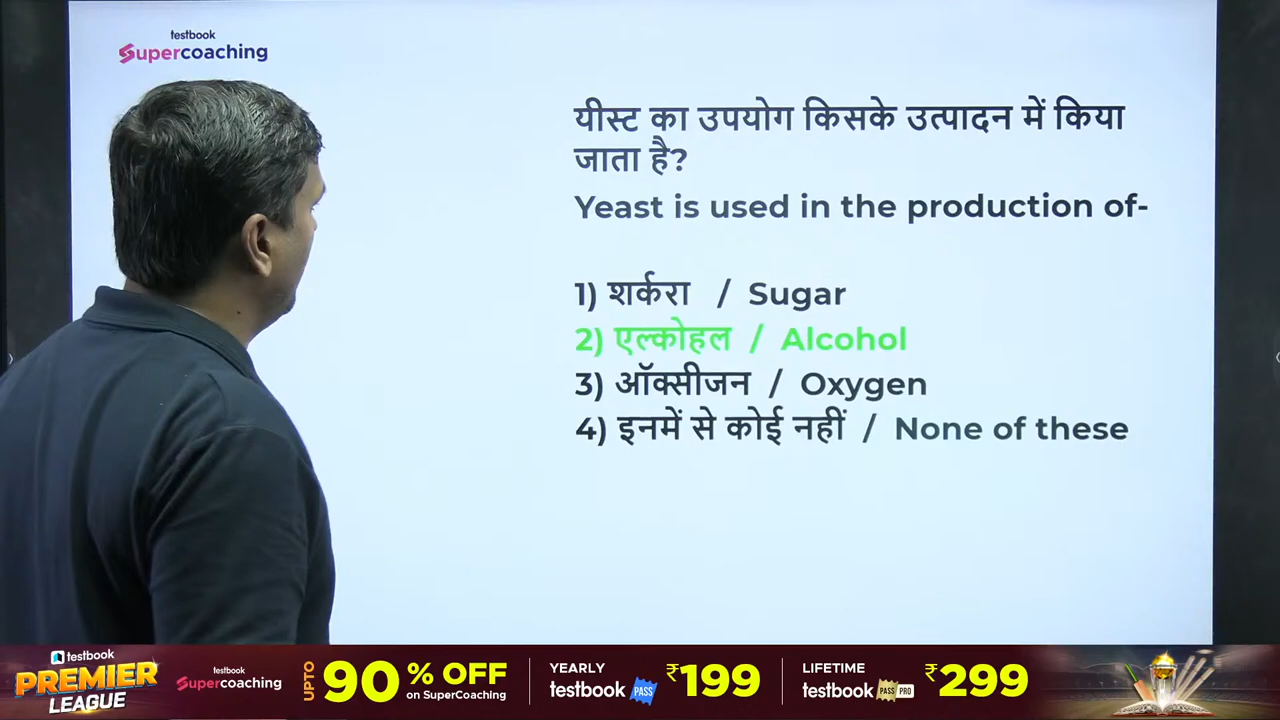 testbook
Supercoaching
यीस्ट का उपयोग किसके उत्पादन में किया
जाता है?
Yeast is used in the production of-
1) शर्करा / Sugar
2) एल्कोहल / Alcohol
3) ऑक्सीजन / Oxygen
4) इनमें से कोई नहीं / None of these
testbook
PREMIER
LEAGUE
testbook
Supercoaching
UPTO 90% OFF
on SuperCoaching
YEARLY
testbook PASS
₹199
LIFETIME
testbook PASS PRO
₹299